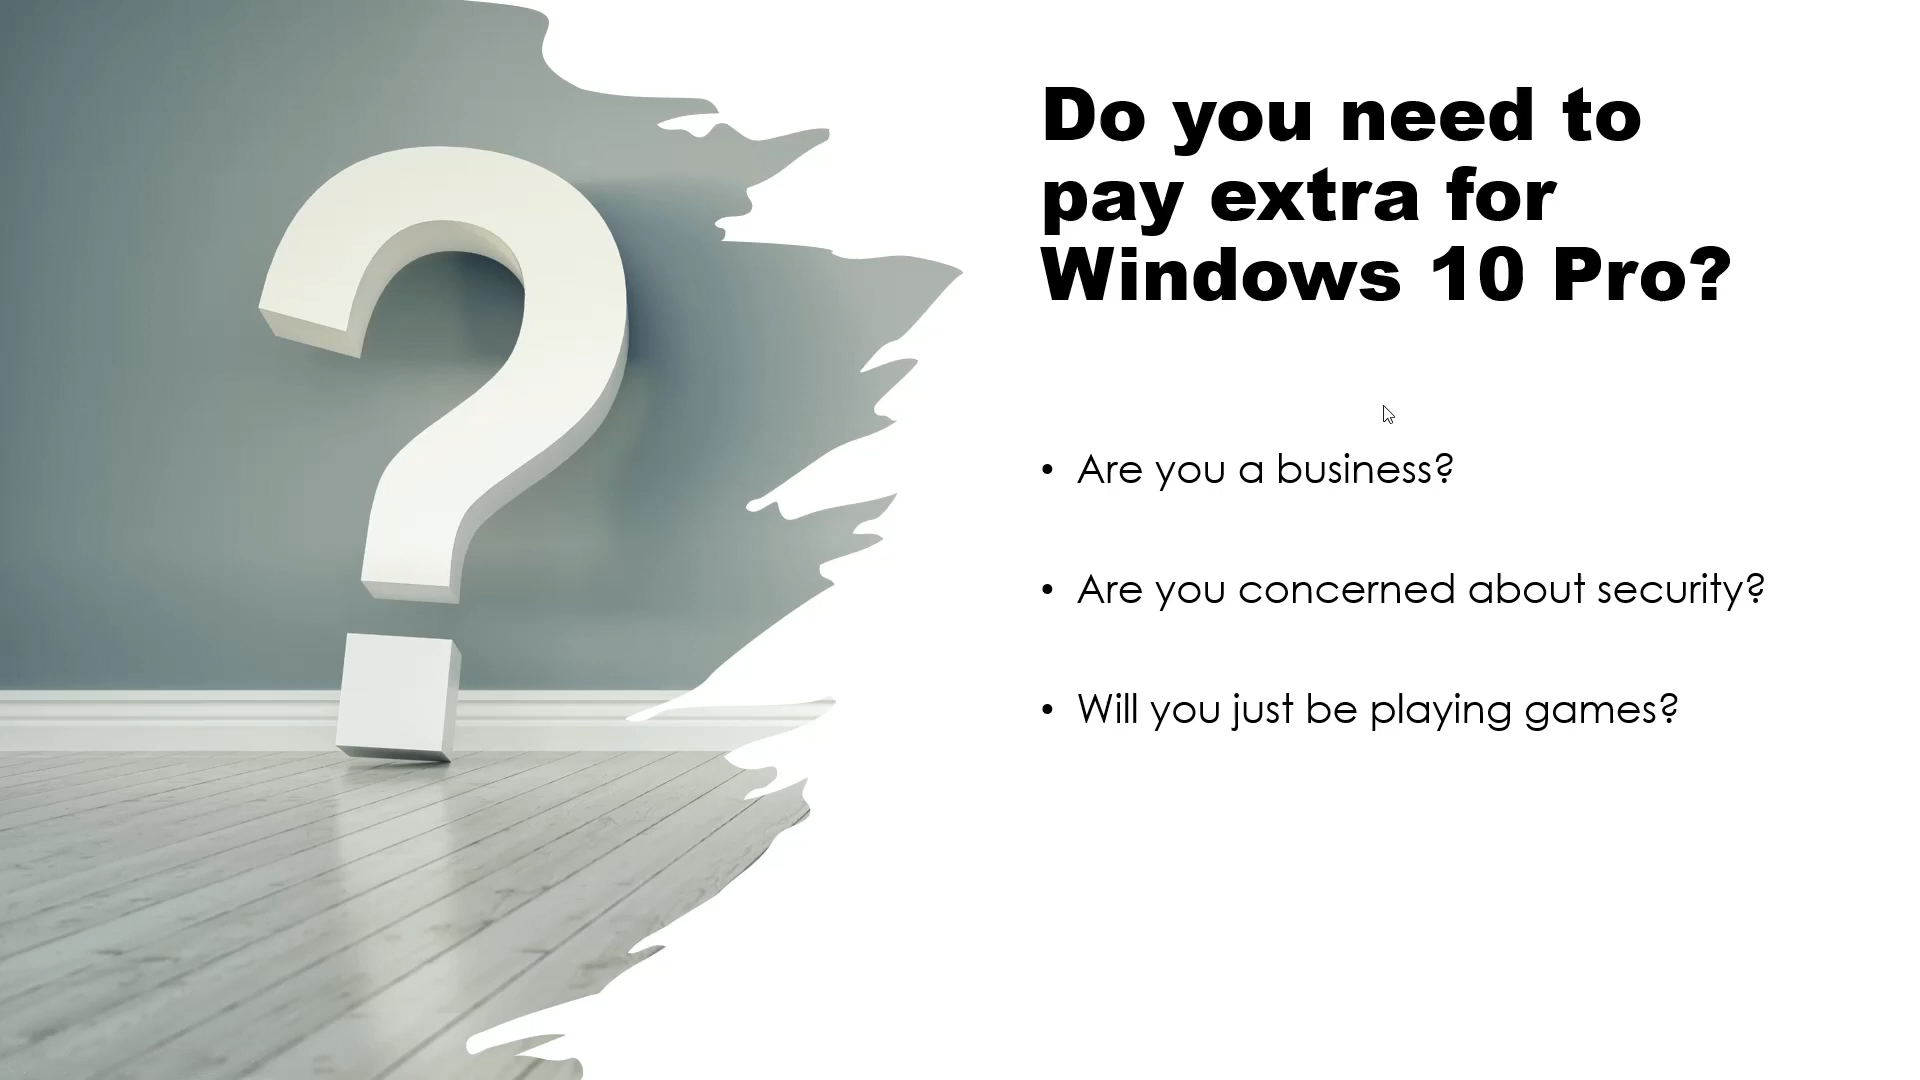 Do you need to
pay extra for
Windows 10 Pro?
• Are you a business?
• Are you concerned about security?
• Will you just be playing games?